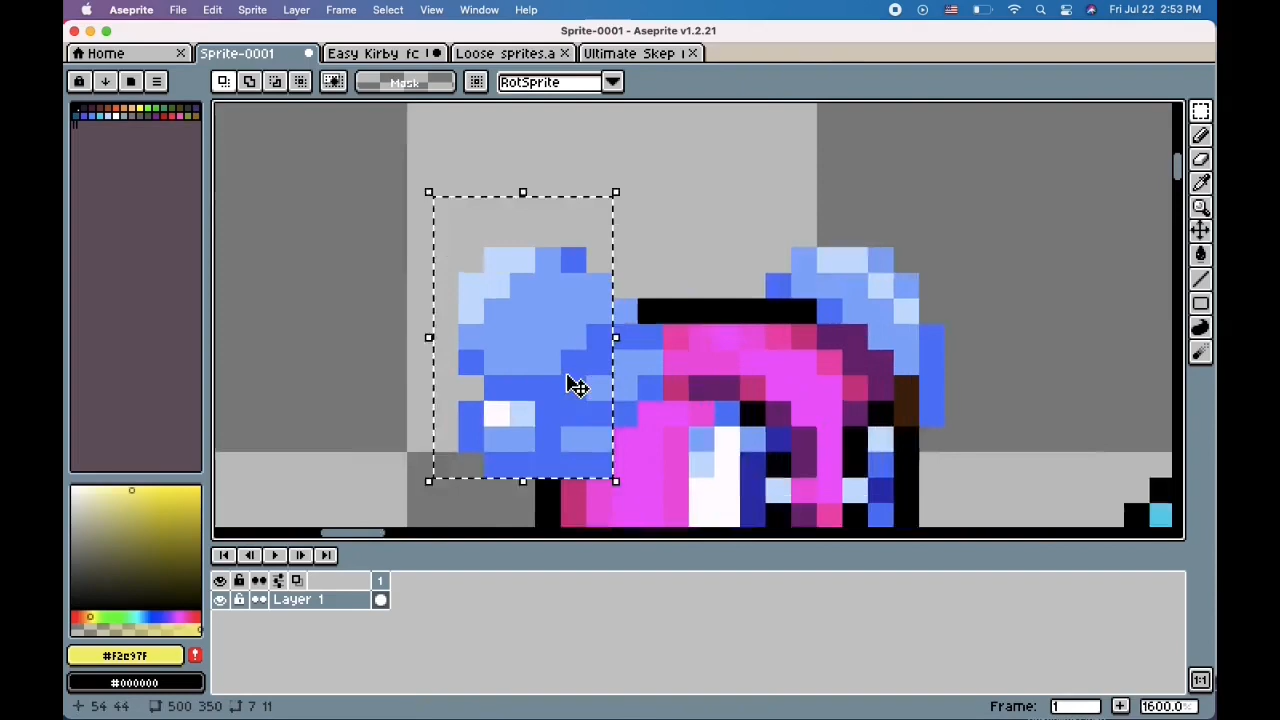 Aseprite File Edit Sprite Layer Frame Select View Window Help Fri Jul 22 2:53 PM
Sprite-0001 - Aseprite v1.2.21
Home Sprite-0001 Easy Kirby fc Loose sprites.a Ultimate Skep
Mask RotSprite
Layer 1 1
#F2E97F
#000000
1:1
54 44 500 350 7 11 Frame: 1 1600.0